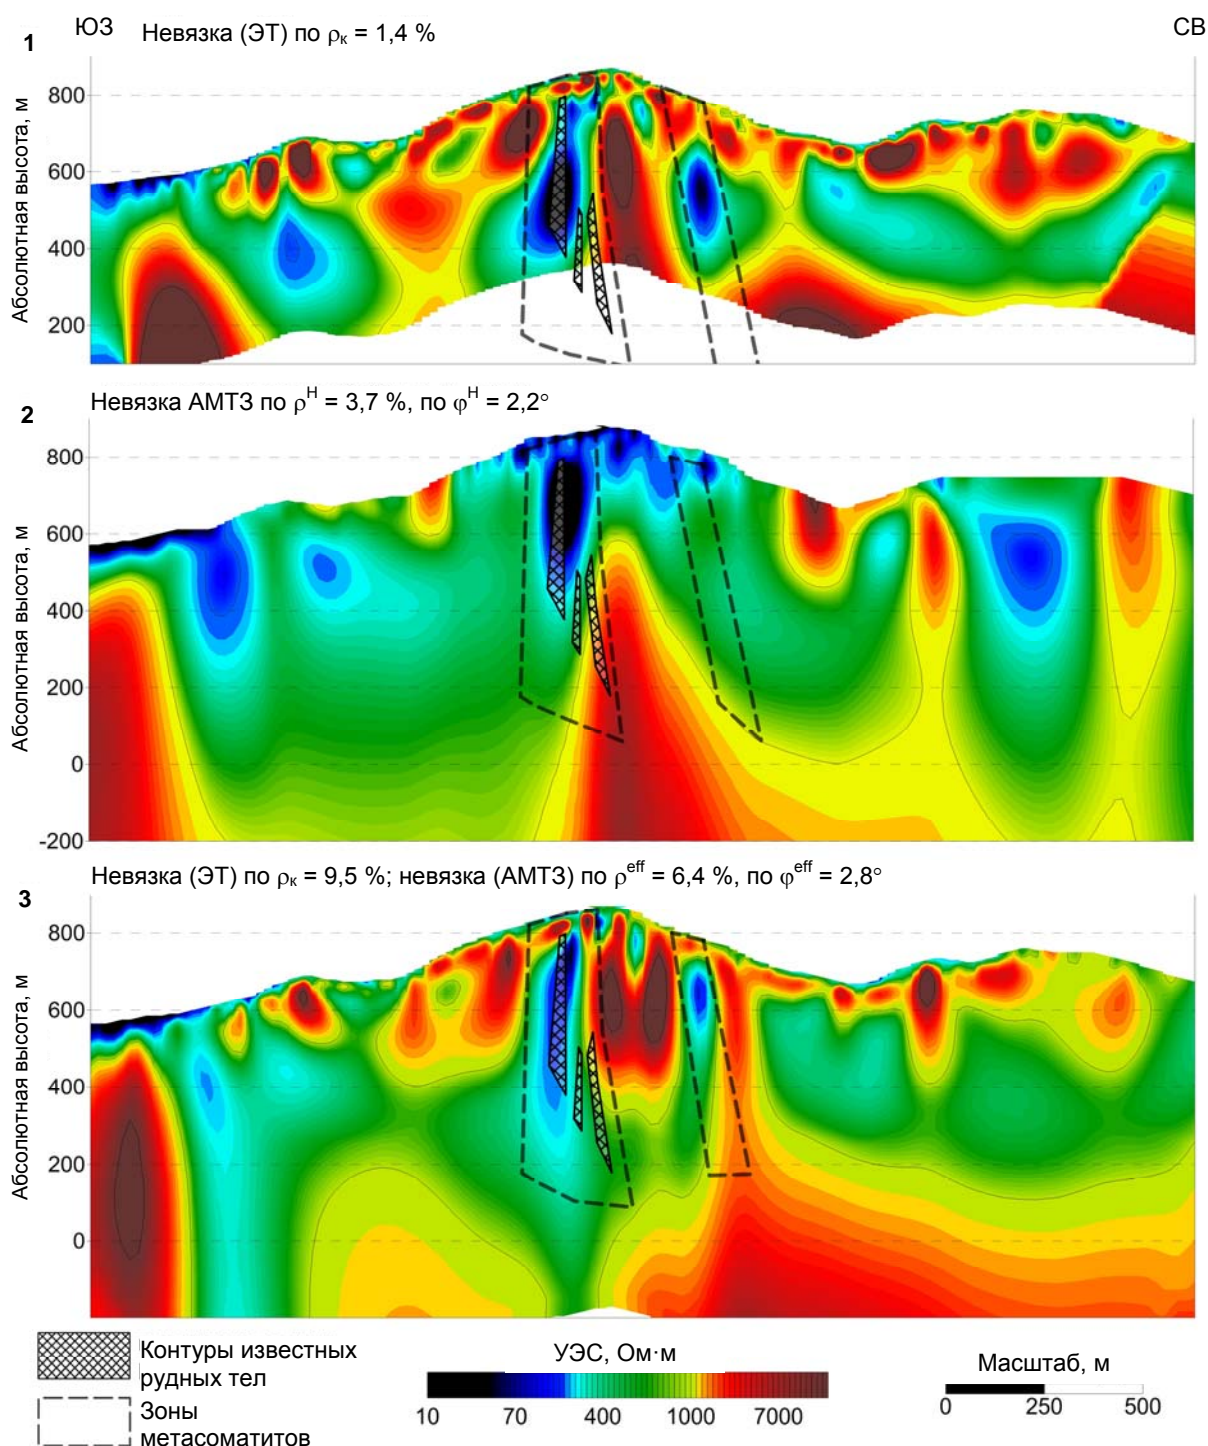 ЮЗ
СВ
1
Невязка (ЭТ) по ρк = 1,4 %
Абсолютная высота, м
800
600
400
200
2
Невязка АМТЗ по ρН = 3,7 %, по φН = 2,2°
Абсолютная высота, м
800
600
400
200
0
-200
3
Невязка (ЭТ) по ρк = 9,5 %; невязка (АМТЗ) по ρeff = 6,4 %, по φeff = 2,8°
Абсолютная высота, м
800
600
400
200
0
Контуры известных
рудных тел
Зоны
метасоматитов
УЭС, Ом·м
10 70 400 1000 7000
Масштаб, м
0 250 500